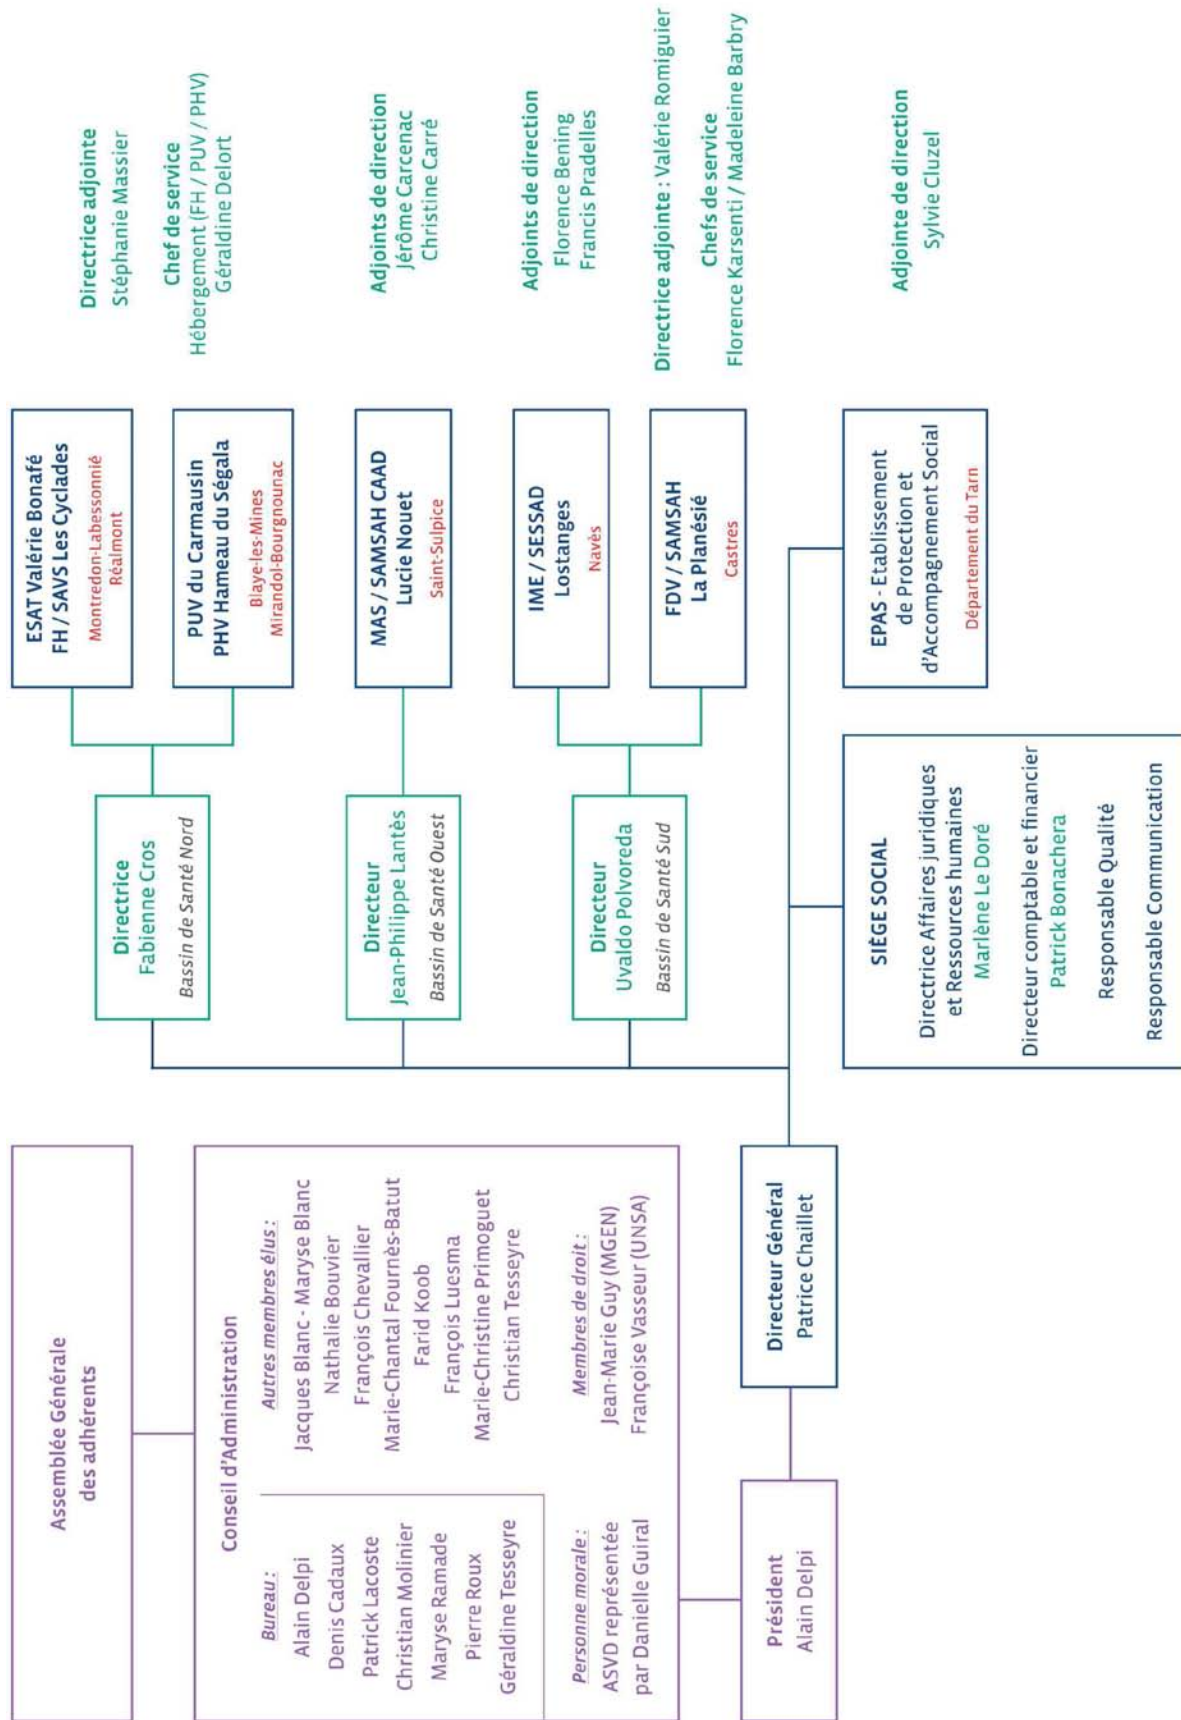 Assemblée Générale
des adhérents
Conseil d'Administration
Bureau :
Alain Delpi
Denis Cadaux
Patrick Lacoste
Christian Molinier
Maryse Ramade
Pierre Roux
Géraldine Tesseyre
Autres membres élus :
Jacques Blanc - Maryse Blanc
Nathalie Bouvier
François Chevallier
Marie-Chantal Fournès-Batut
Farid Koob
François Luesma
Marie-Christine Primoguet
Christian Tesseyre
Personne morale :
ASVD représentée
par Danielle Guiral
Membres de droit :
Jean-Marie Guy (MGEN)
Françoise Vasseur (UNSA)
Président
Alain Delpi
Directeur Général
Patrice Chaillet
Directrice
Fabienne Cros
Bassin de Santé Nord
ESAT Valérie Bonafé
FH / SAVS Les Cyclades
Montredon-Labessonnié
Réalmont
PUV du Carmausin
PHV Hameau du Ségala
Blaye-les-Mines
Mirandol-Bourgnounac
Directrice adjointe
Stéphanie Massier
Chef de service
Hébergement (FH / PUV / PHV)
Géraldine Delort
Directeur
Jean-Philippe Lantès
Bassin de Santé Ouest
MAS / SAMSAH CAAD
Lucie Nouet
Saint-Sulpice
Adjoints de direction
Jérôme Carcenac
Christine Carré
Directeur
Uvaldo Polvoreda
Bassin de Santé Sud
IME / SESSAD
Lostanges
Navès
Adjoints de direction
Florence Bening
Francis Pradelles
FDV / SAMSAH
La Planésié
Castres
Directrice adjointe : Valérie Romiguier
Chefs de service
Florence Karsenti / Madeleine Barbry
SIÈGE SOCIAL
Directrice Affaires juridiques
et Ressources humaines
Marlène Le Doré
Directeur comptable et financier
Patrick Bonachera
Responsable Qualité
Responsable Communication
EPAS - Etablissement
de Protection et
d'Accompagnement Social
Département du Tarn
Adjointe de direction
Sylvie Cluzel